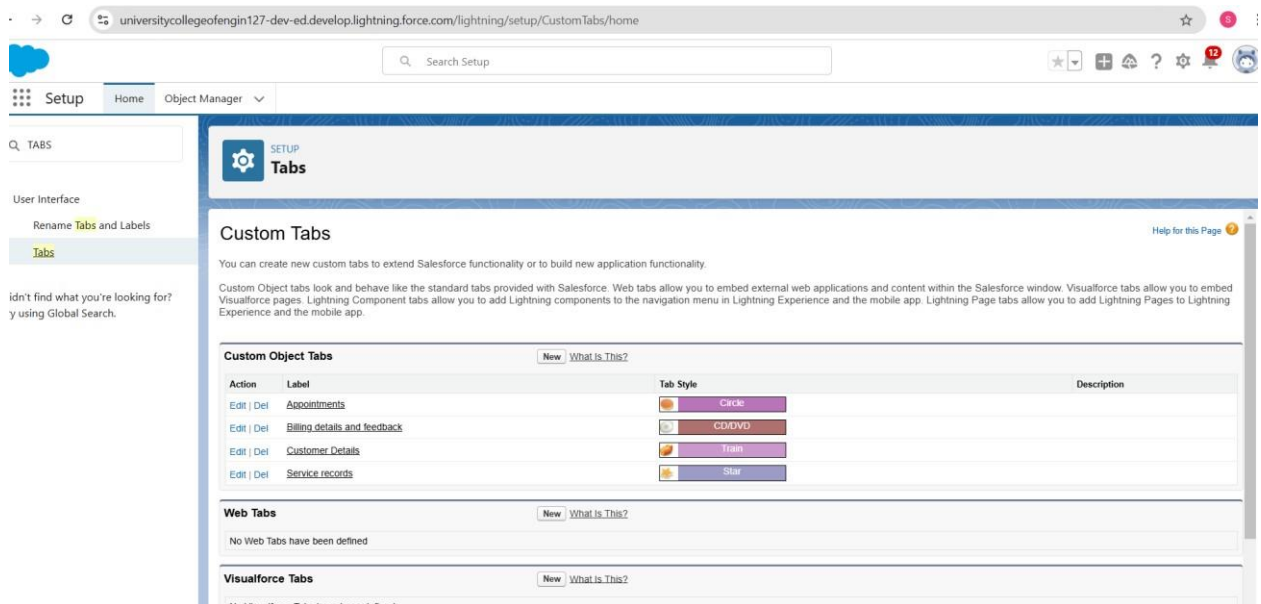 universitycollegeofengin127-dev-ed.develop.lightning.force.com/lightning/setup/CustomTabs/home
S
Search Setup
12
Setup Home Object Manager
TABS
SETUP
Tabs
User Interface
Rename Tabs and Labels
Tabs
idn't find what you're looking for?
y using Global Search.
Custom Tabs
Help for this Page
You can create new custom tabs to extend Salesforce functionality or to build new application functionality.
Custom Object tabs look and behave like the standard tabs provided with Salesforce. Web tabs allow you to embed external web applications and content within the Salesforce window. Visualforce tabs allow you to embed
Visualforce pages. Lightning Component tabs allow you to add Lightning components to the navigation menu in Lightning Experience and the mobile app. Lightning Page tabs allow you to add Lightning Pages to Lightning
Experience and the mobile app.
Custom Object Tabs New What Is This?
Action Label Tab Style Description
Edit | Del Appointments Circle
Edit | Del Billing details and feedback CD/DVD
Edit | Del Customer Details Train
Edit | Del Service records Star
Web Tabs New What Is This?
No Web Tabs have been defined
Visualforce Tabs New What Is This?